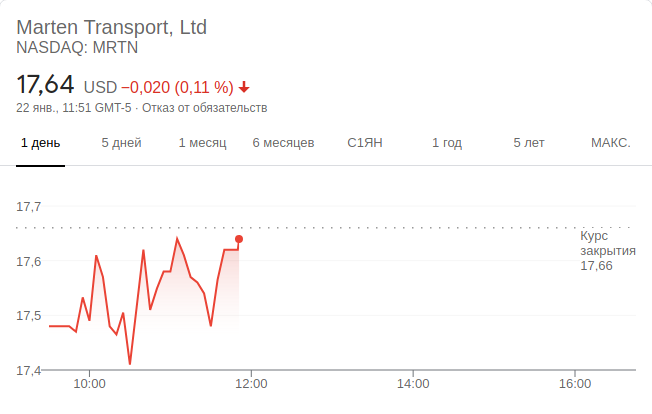 Marten Transport, Ltd
NASDAQ: MRTN
17,64 USD −0,020 (0,11 %)
22 янв., 11:51 GMT-5 · Отказ от обязательств
1 день 5 дней 1 месяц 6 месяцев С1ЯН 1 год 5 лет МАКС.
17,7
Курс
закрытия
17,66
17,6
17,5
17,4
10:00 12:00 14:00 16:00